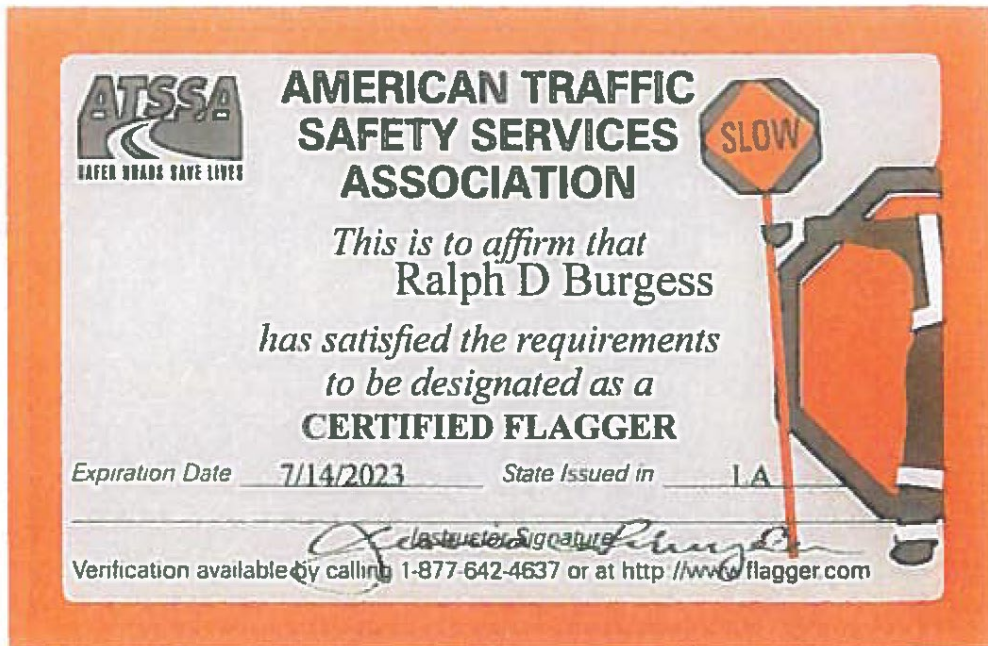 ATSSA
SAFER ROADS SAVE LIVES
AMERICAN TRAFFIC
SAFETY SERVICES
ASSOCIATION
SLOW
This is to affirm that
Ralph D Burgess
has satisfied the requirements
to be designated as a
CERTIFIED FLAGGER
Expiration Date 7/14/2023 State Issued in LA
Instructor Signature
Verification available by calling 1-877-642-4637 or at http //www flagger.com